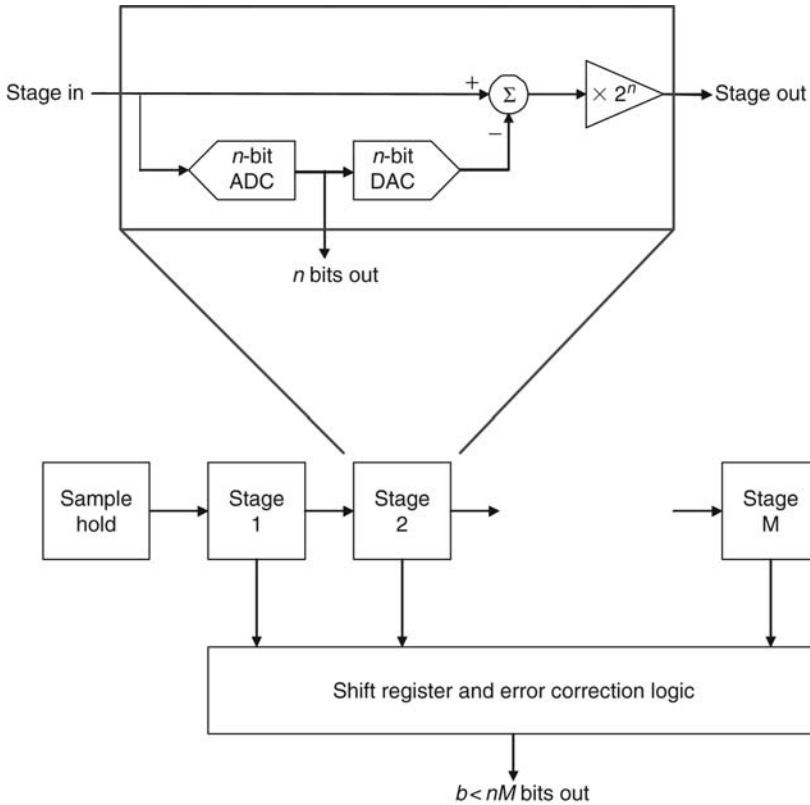 Stage in
+
Σ
−
× 2ⁿ
Stage out
n-bit
ADC
n-bit
DAC
n bits out
Sample
hold
Stage
1
Stage
2
Stage
M
Shift register and error correction logic
b < nM bits out